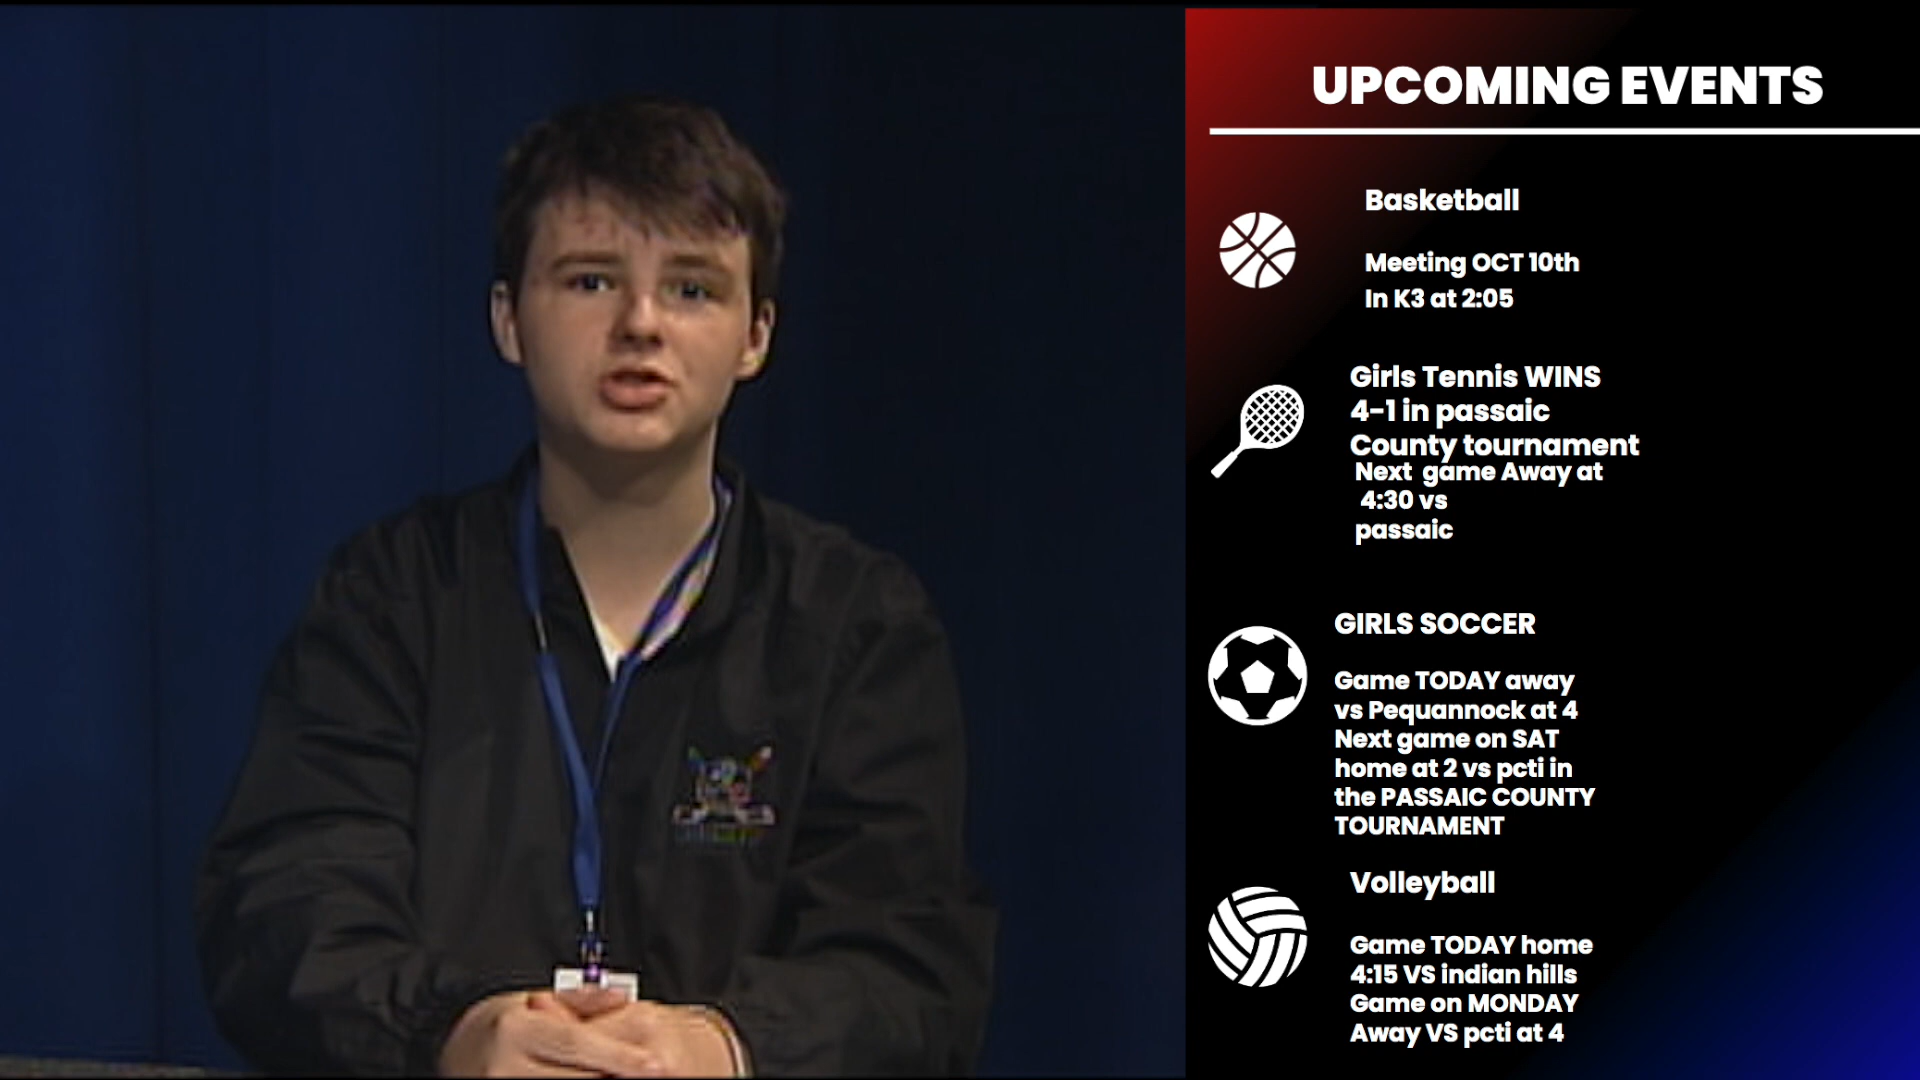 UPCOMING EVENTS
Basketball
Meeting OCT 10th
In K3 at 2:05
Girls Tennis WINS
4-1 in passaic
County tournament
Next game Away at
4:30 vs
passaic
GIRLS SOCCER
Game TODAY away
vs Pequannock at 4
Next game on SAT
home at 2 vs pcti in
the PASSAIC COUNTY
TOURNAMENT
Volleyball
Game TODAY home
4:15 VS indian hills
Game on MONDAY
Away VS pcti at 4